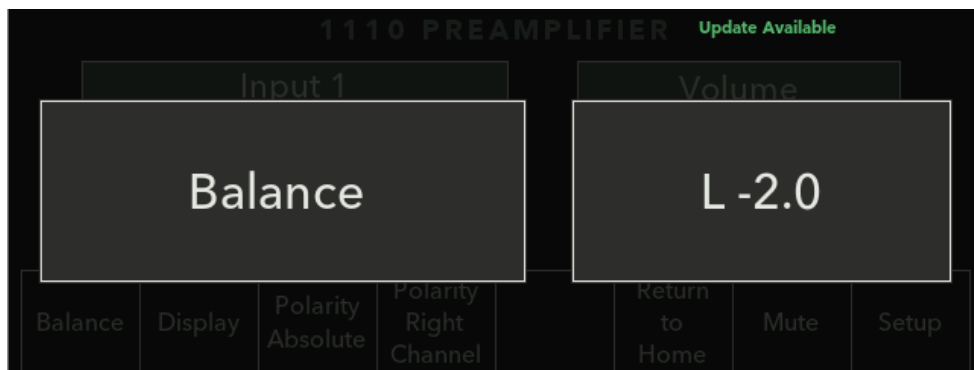 1110 PREAMPLIFIER
Update Available
Input 1
Volume
Balance
L -2.0
Balance
Display
Polarity
Absolute
Polarity
Right
Channel
Return
to
Home
Mute
Setup